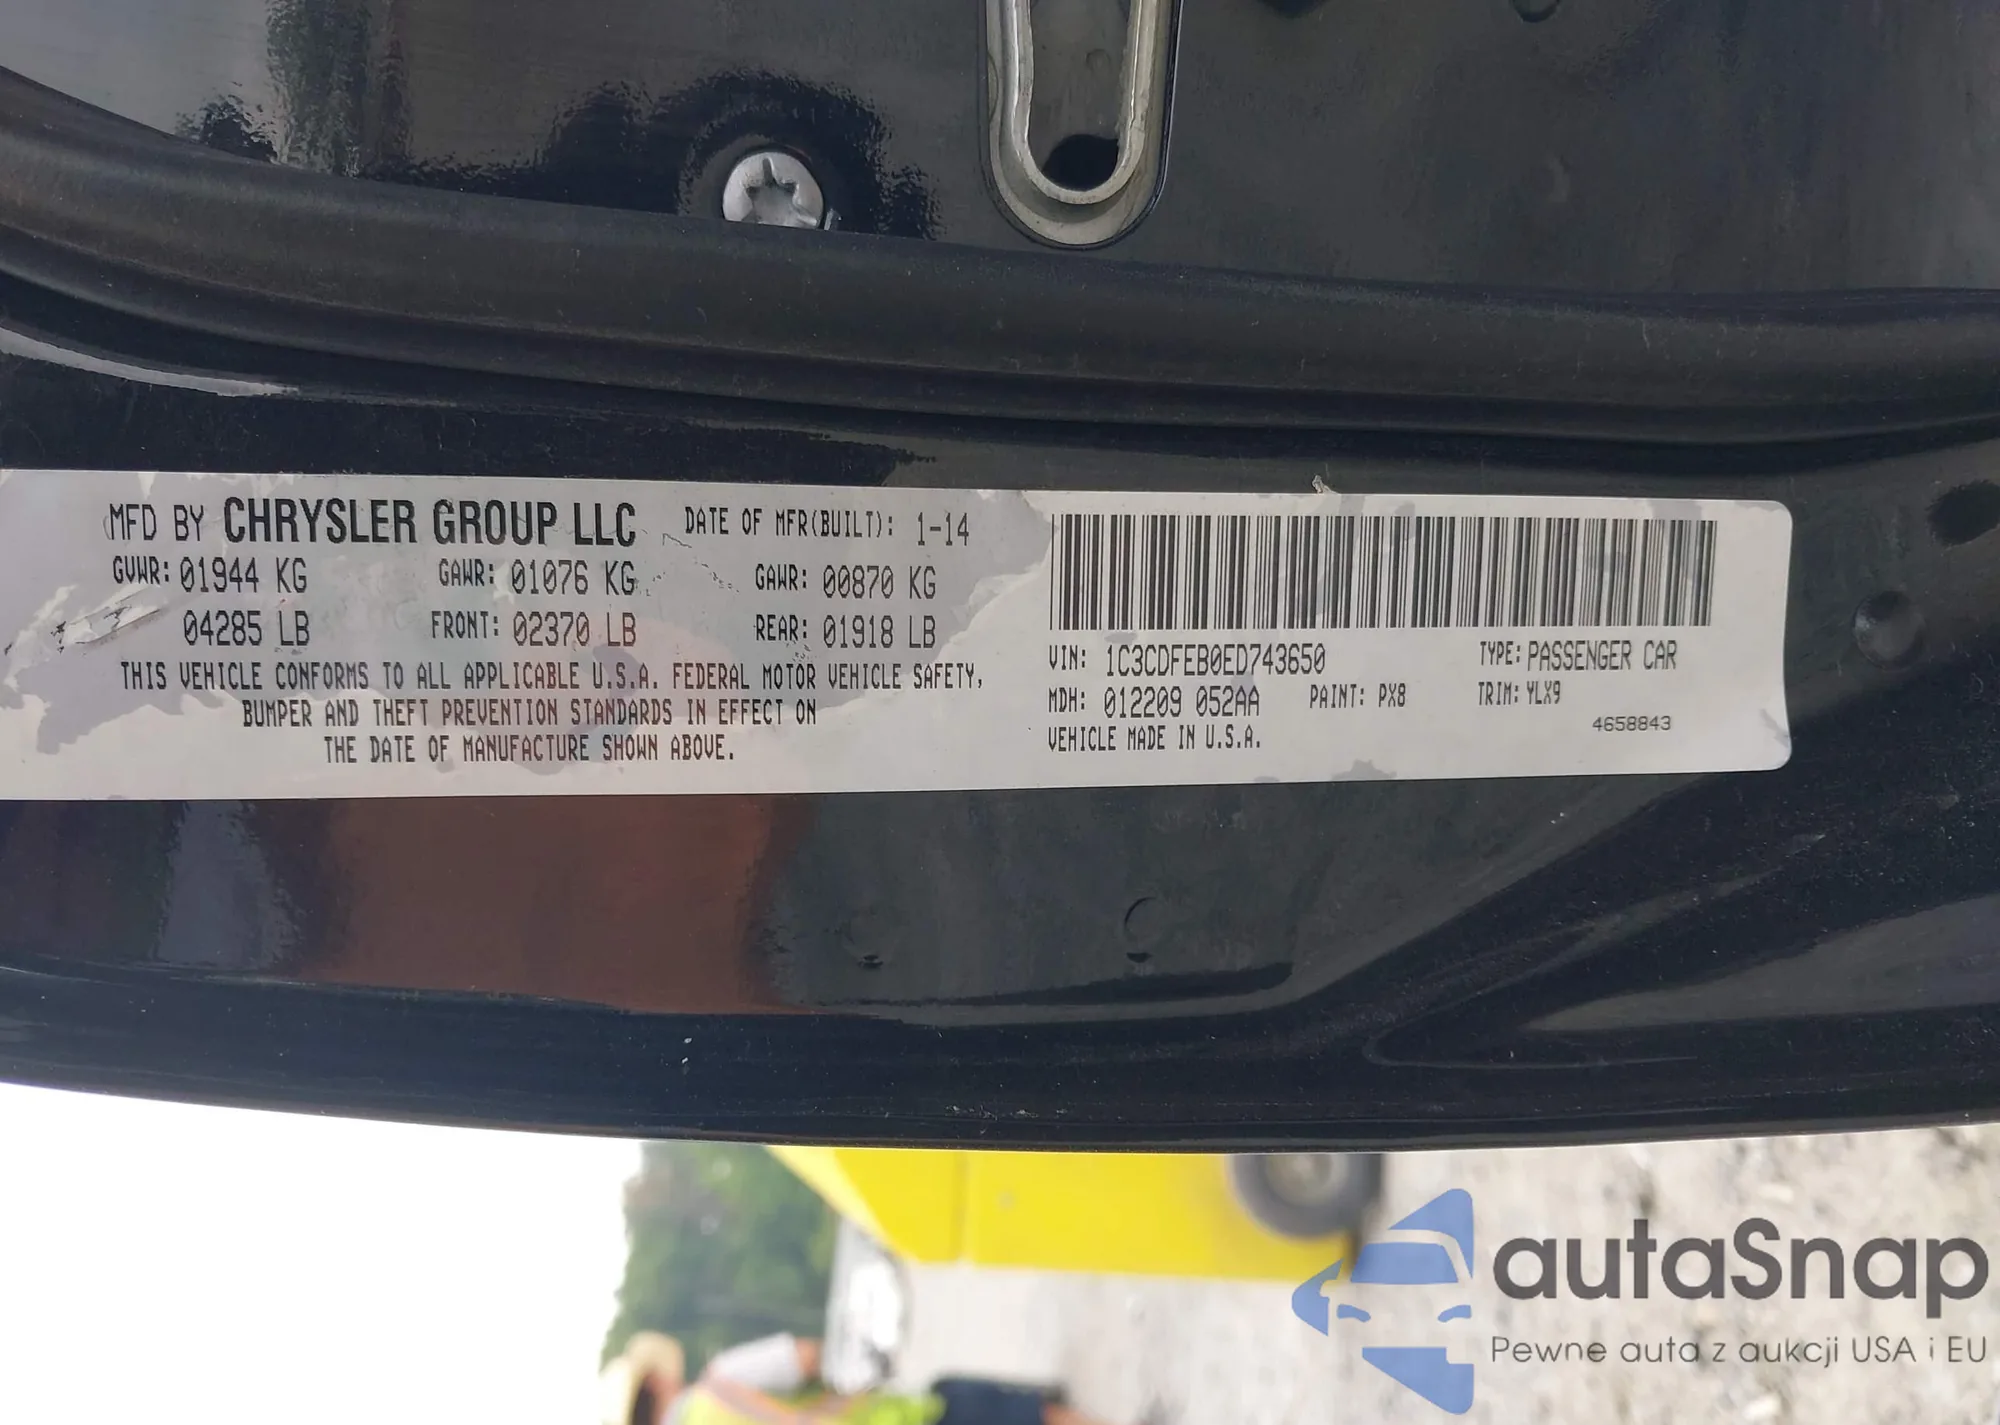 MFD BY CHRYSLER GROUP LLC DATE OF MFR(BUILT): 1-14
GVWR: 01944 KG GAWR: 01076 KG GAWR: 00870 KG
04285 LB FRONT: 02370 LB REAR: 01918 LB
THIS VEHICLE CONFORMS TO ALL APPLICABLE U.S.A. FEDERAL MOTOR VEHICLE SAFETY,
BUMPER AND THEFT PREVENTION STANDARDS IN EFFECT ON
THE DATE OF MANUFACTURE SHOWN ABOVE.
VIN: 1C3CDFEB0ED743650 TYPE: PASSENGER CAR
MDH: 012209 052AA PAINT: PX8 TRIM: YLX9
VEHICLE MADE IN U.S.A. 4658843
autaSnap
Pewne auta z aukcji USA i EU